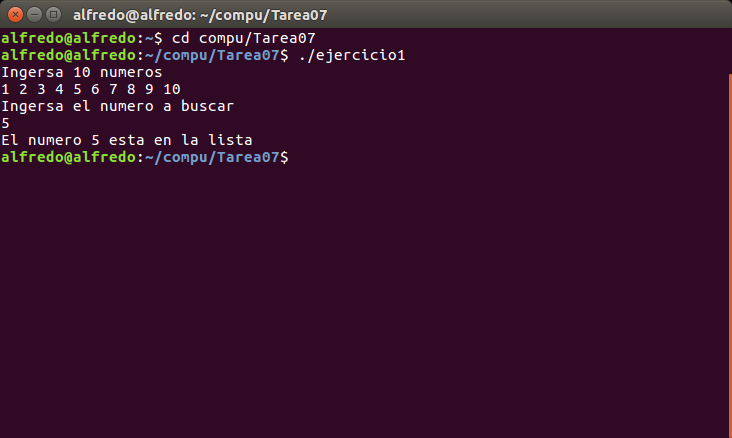 alfredo@alfredo: ~/compu/Tarea07
alfredo@alfredo:~$ cd compu/Tarea07
alfredo@alfredo:~/compu/Tarea07$ ./ejercicio1
Ingersa 10 numeros
1 2 3 4 5 6 7 8 9 10
Ingersa el numero a buscar
5
El numero 5 esta en la lista
alfredo@alfredo:~/compu/Tarea07$